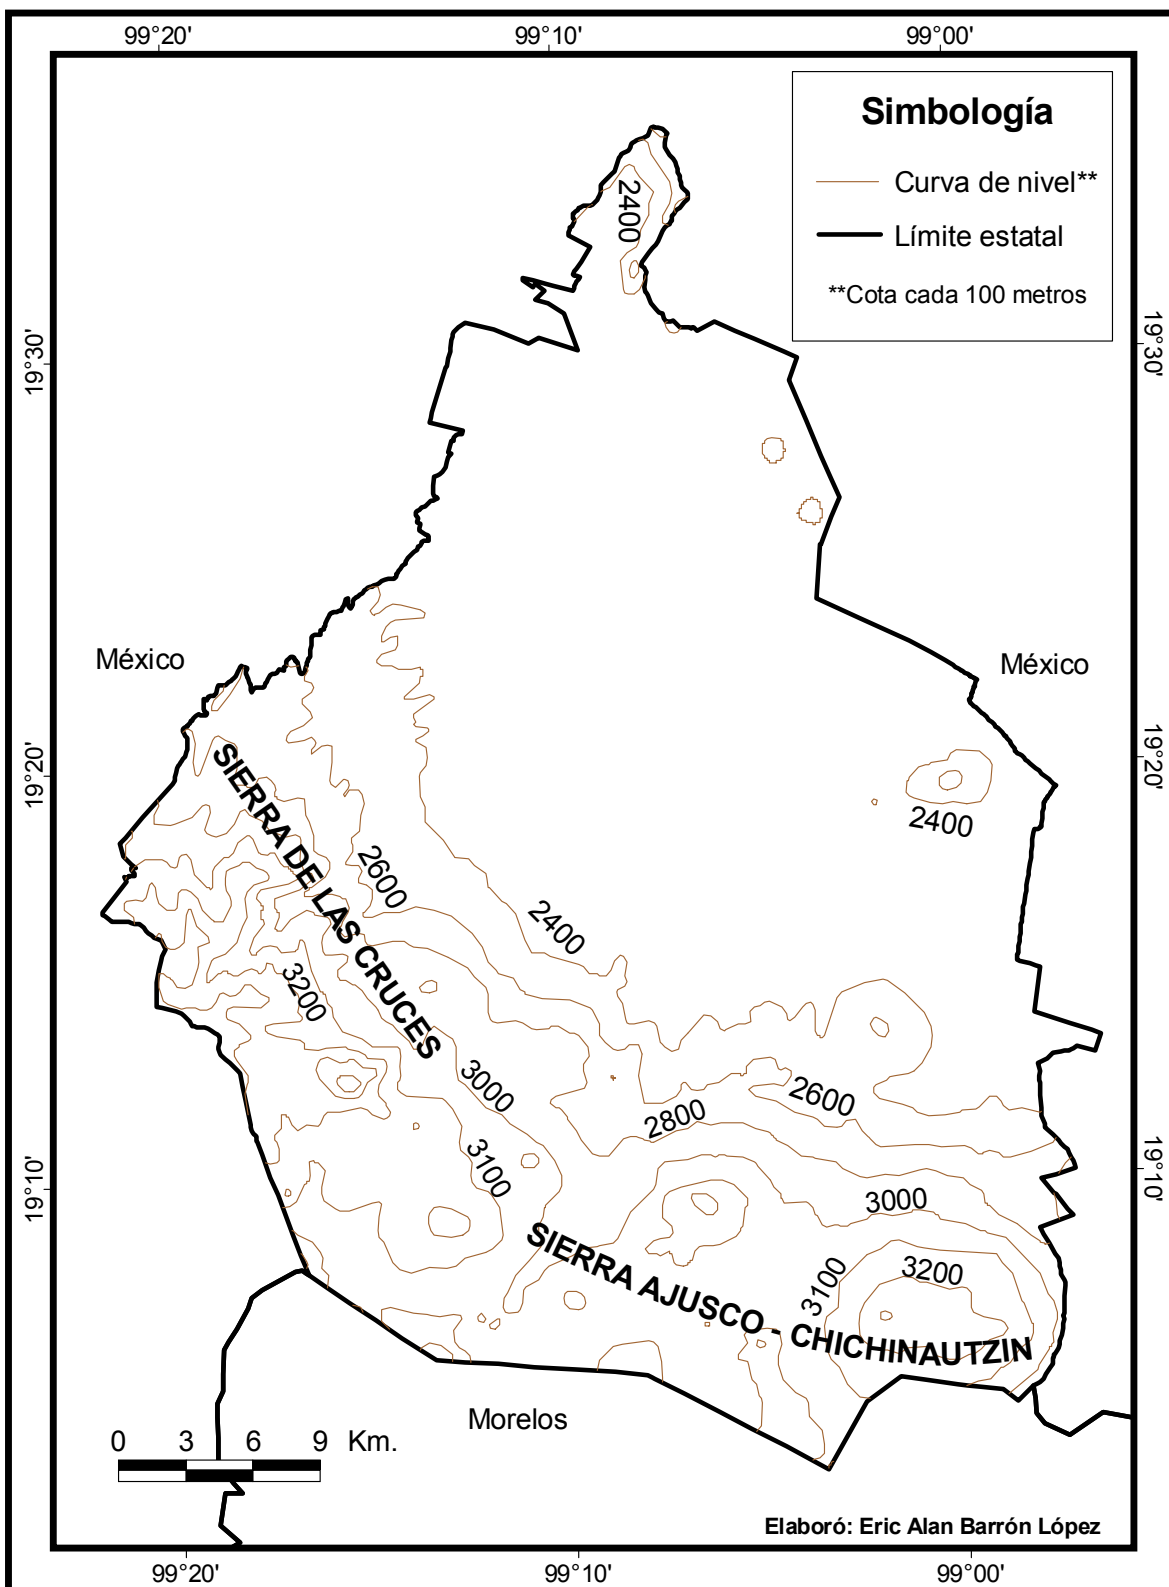 99°20'
99°10'
99°00'
Simbología
Curva de nivel**
Límite estatal
**Cota cada 100 metros
2400
19°30'
19°30'
México
México
SIERRA DE LAS CRUCES
19°20'
19°20'
2400
2600
2400
3200
3000
2600
2800
3100
19°10'
19°10'
3000
SIERRA AJUSCO - CHICHINAUTZIN
3100
3200
Morelos
0 3 6 9 Km.
Elaboró: Eric Alan Barrón López
99°20'
99°10'
99°00'